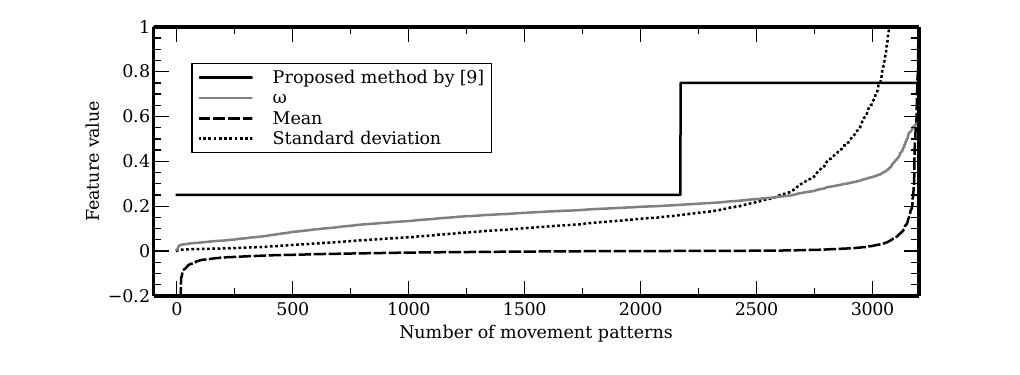 1
0.8
0.6
0.4
0.2
0
−0.2
Feature value
Proposed method by [9]
ω
Mean
Standard deviation
0 500 1000 1500 2000 2500 3000
Number of movement patterns